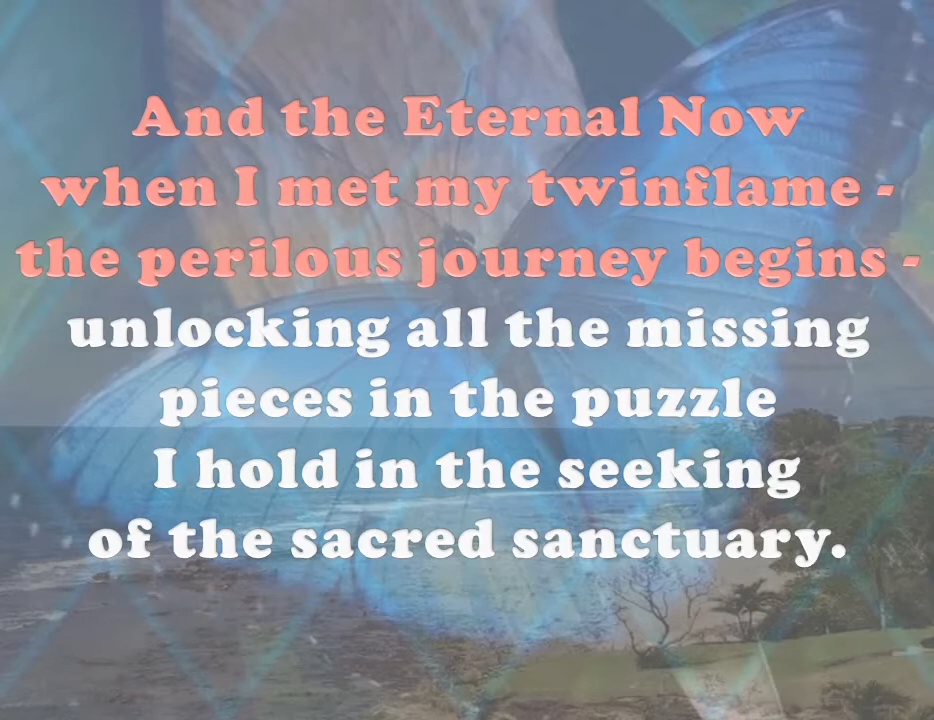 And the Eternal Now
when I met my twinflame -
the perilous journey begins -
unlocking all the missing
pieces in the puzzle
I hold in the seeking
of the sacred sanctuary.